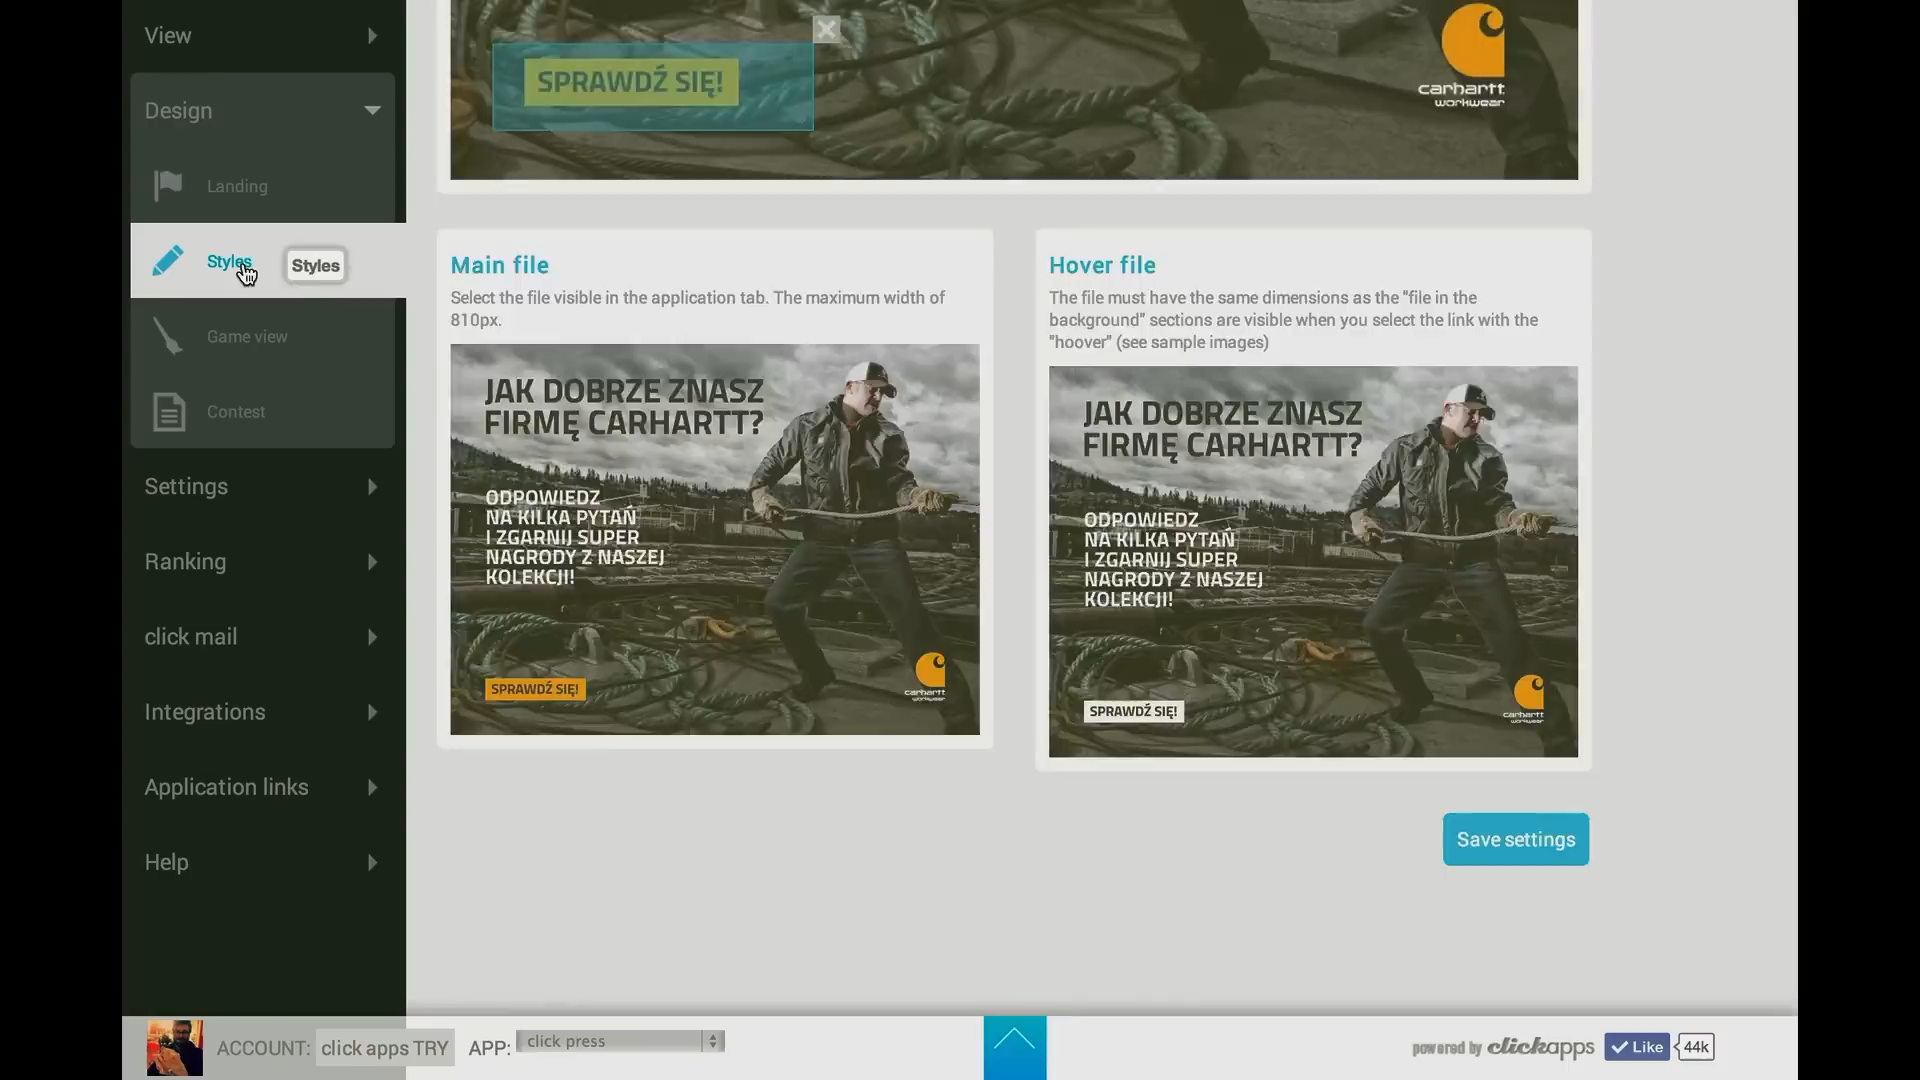 View
Design
Landing
Styles
Styles
Game view
Contest
Settings
Ranking
click mail
Integrations
Application links
Help
SPRAWDŹ SIĘ!
carhartt
workwear
Main file
Select the file visible in the application tab. The maximum width of
810px.
JAK DOBRZE ZNASZ
FIRMĘ CARHARTT?
ODPOWIEDZ
NA KILKA PYTAŃ
I ZGARNIJ SUPER
NAGRODY Z NASZEJ
KOLEKCJI!
SPRAWDŹ SIĘ!
carhartt
workwear
Hover file
The file must have the same dimensions as the "file in the
background" sections are visible when you select the link with the
"hoover" (see sample images)
JAK DOBRZE ZNASZ
FIRMĘ CARHARTT?
ODPOWIEDZ
NA KILKA PYTAŃ
I ZGARNIJ SUPER
NAGRODY Z NASZEJ
KOLEKCJI!
SPRAWDŹ SIĘ!
carhartt
workwear
Save settings
ACCOUNT: click apps TRY APP: click press
powered by clickapps Like 44k